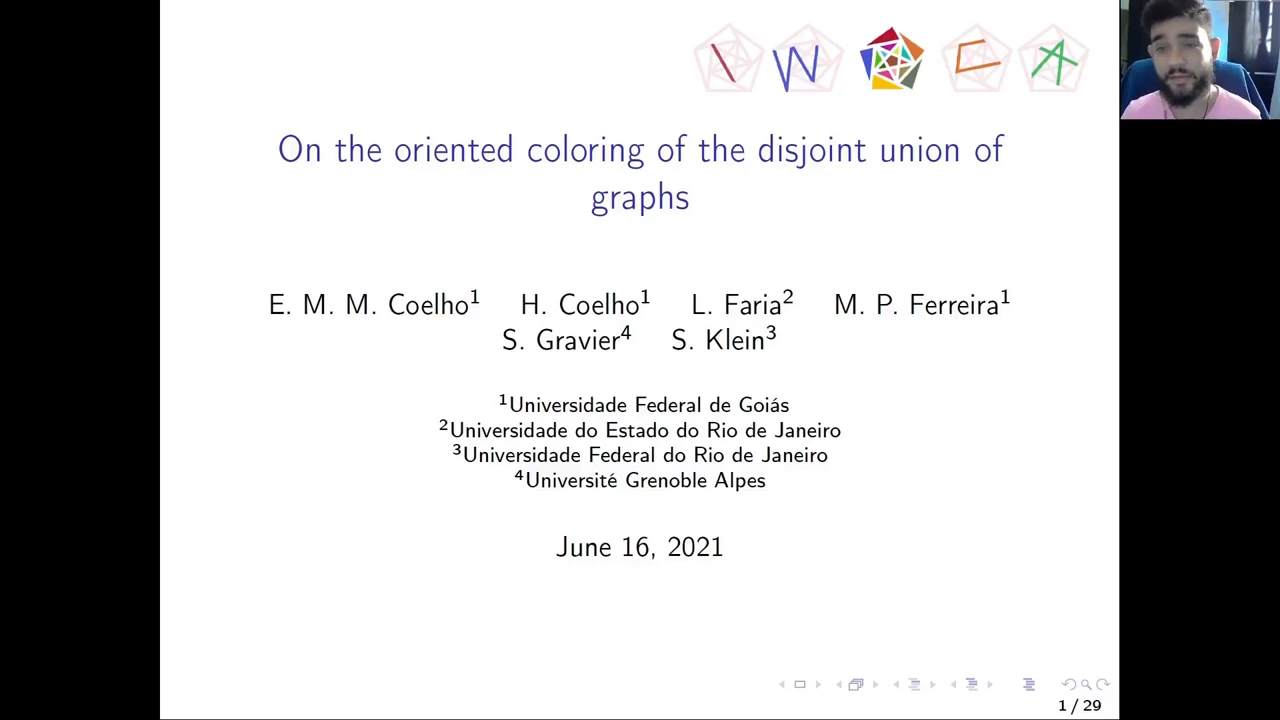 I W O C A
On the oriented coloring of the disjoint union of
graphs
E. M. M. Coelho¹ H. Coelho¹ L. Faria² M. P. Ferreira¹
S. Gravier⁴ S. Klein³
¹Universidade Federal de Goiás
²Universidade do Estado do Rio de Janeiro
³Universidade Federal do Rio de Janeiro
⁴Université Grenoble Alpes
June 16, 2021
1 / 29